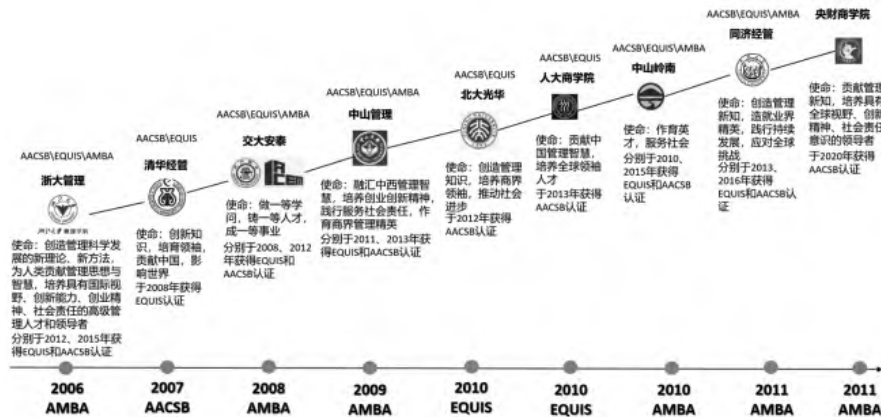 AACSB\EQUIS\AMBA
浙大管理
浙江大学管理学院
使命：创造管理科学发
展的新理论、新方法，
为人类贡献管理思想与
智慧，培养具有国际视
野、创新能力、创业精
神、社会责任的高级管
理人才和领导者
分别于2012、2015年获
得EQUIS和AACSB认证
AACSB\EQUIS
清华经管
使命：创新知
识，培育领袖，
贡献中国，影
响世界
于2008年获得
EQUIS认证
AACSB\EQUIS\AMBA
交大安泰
使命：做一等学
问，铸一等人才，
成一等事业
分别于2008、2012
年获得EQUIS和
AACSB认证
AACSB\EQUIS\AMBA
中山管理
使命：融汇中西管理智
慧，培养创业创新精神，
践行服务社会责任，作
育商界管理精英
分别于2011、2013年获
得EQUIS和AACSB认证
AACSB\EQUIS
北大光华
使命：创造管理
知识，培养商界
领袖，推动社会
进步
于2012年获得
AACSB认证
AACSB\EQUIS
人大商学院
使命：贡献中
国管理智慧，
培养全球领袖
人才
于2013年获得
AACSB认证
AACSB\EQUIS\AMBA
中山岭南
使命：作育英
才，服务社会
分别于2010、
2015年获得
EQUIS和AACSB
认证
AACSB\EQUIS\AMBA
同济经管
使命：创造管理
新知，造就业界
精英，践行持续
发展，应对全球
挑战
分别于2013、
2016年获得
EQUIS和AACSB
认证
AACSB\EQUIS\AMBA
央财商学院
使命：贡献管理
新知，培养具有
全球视野、创新
精神、社会责任
意识的领导者
于2020年获得
AACSB认证
2006
AMBA
2007
AACSB
2008
AMBA
2009
AMBA
2010
EQUIS
2010
EQUIS
2010
AMBA
2011
AMBA
2011
AMBA